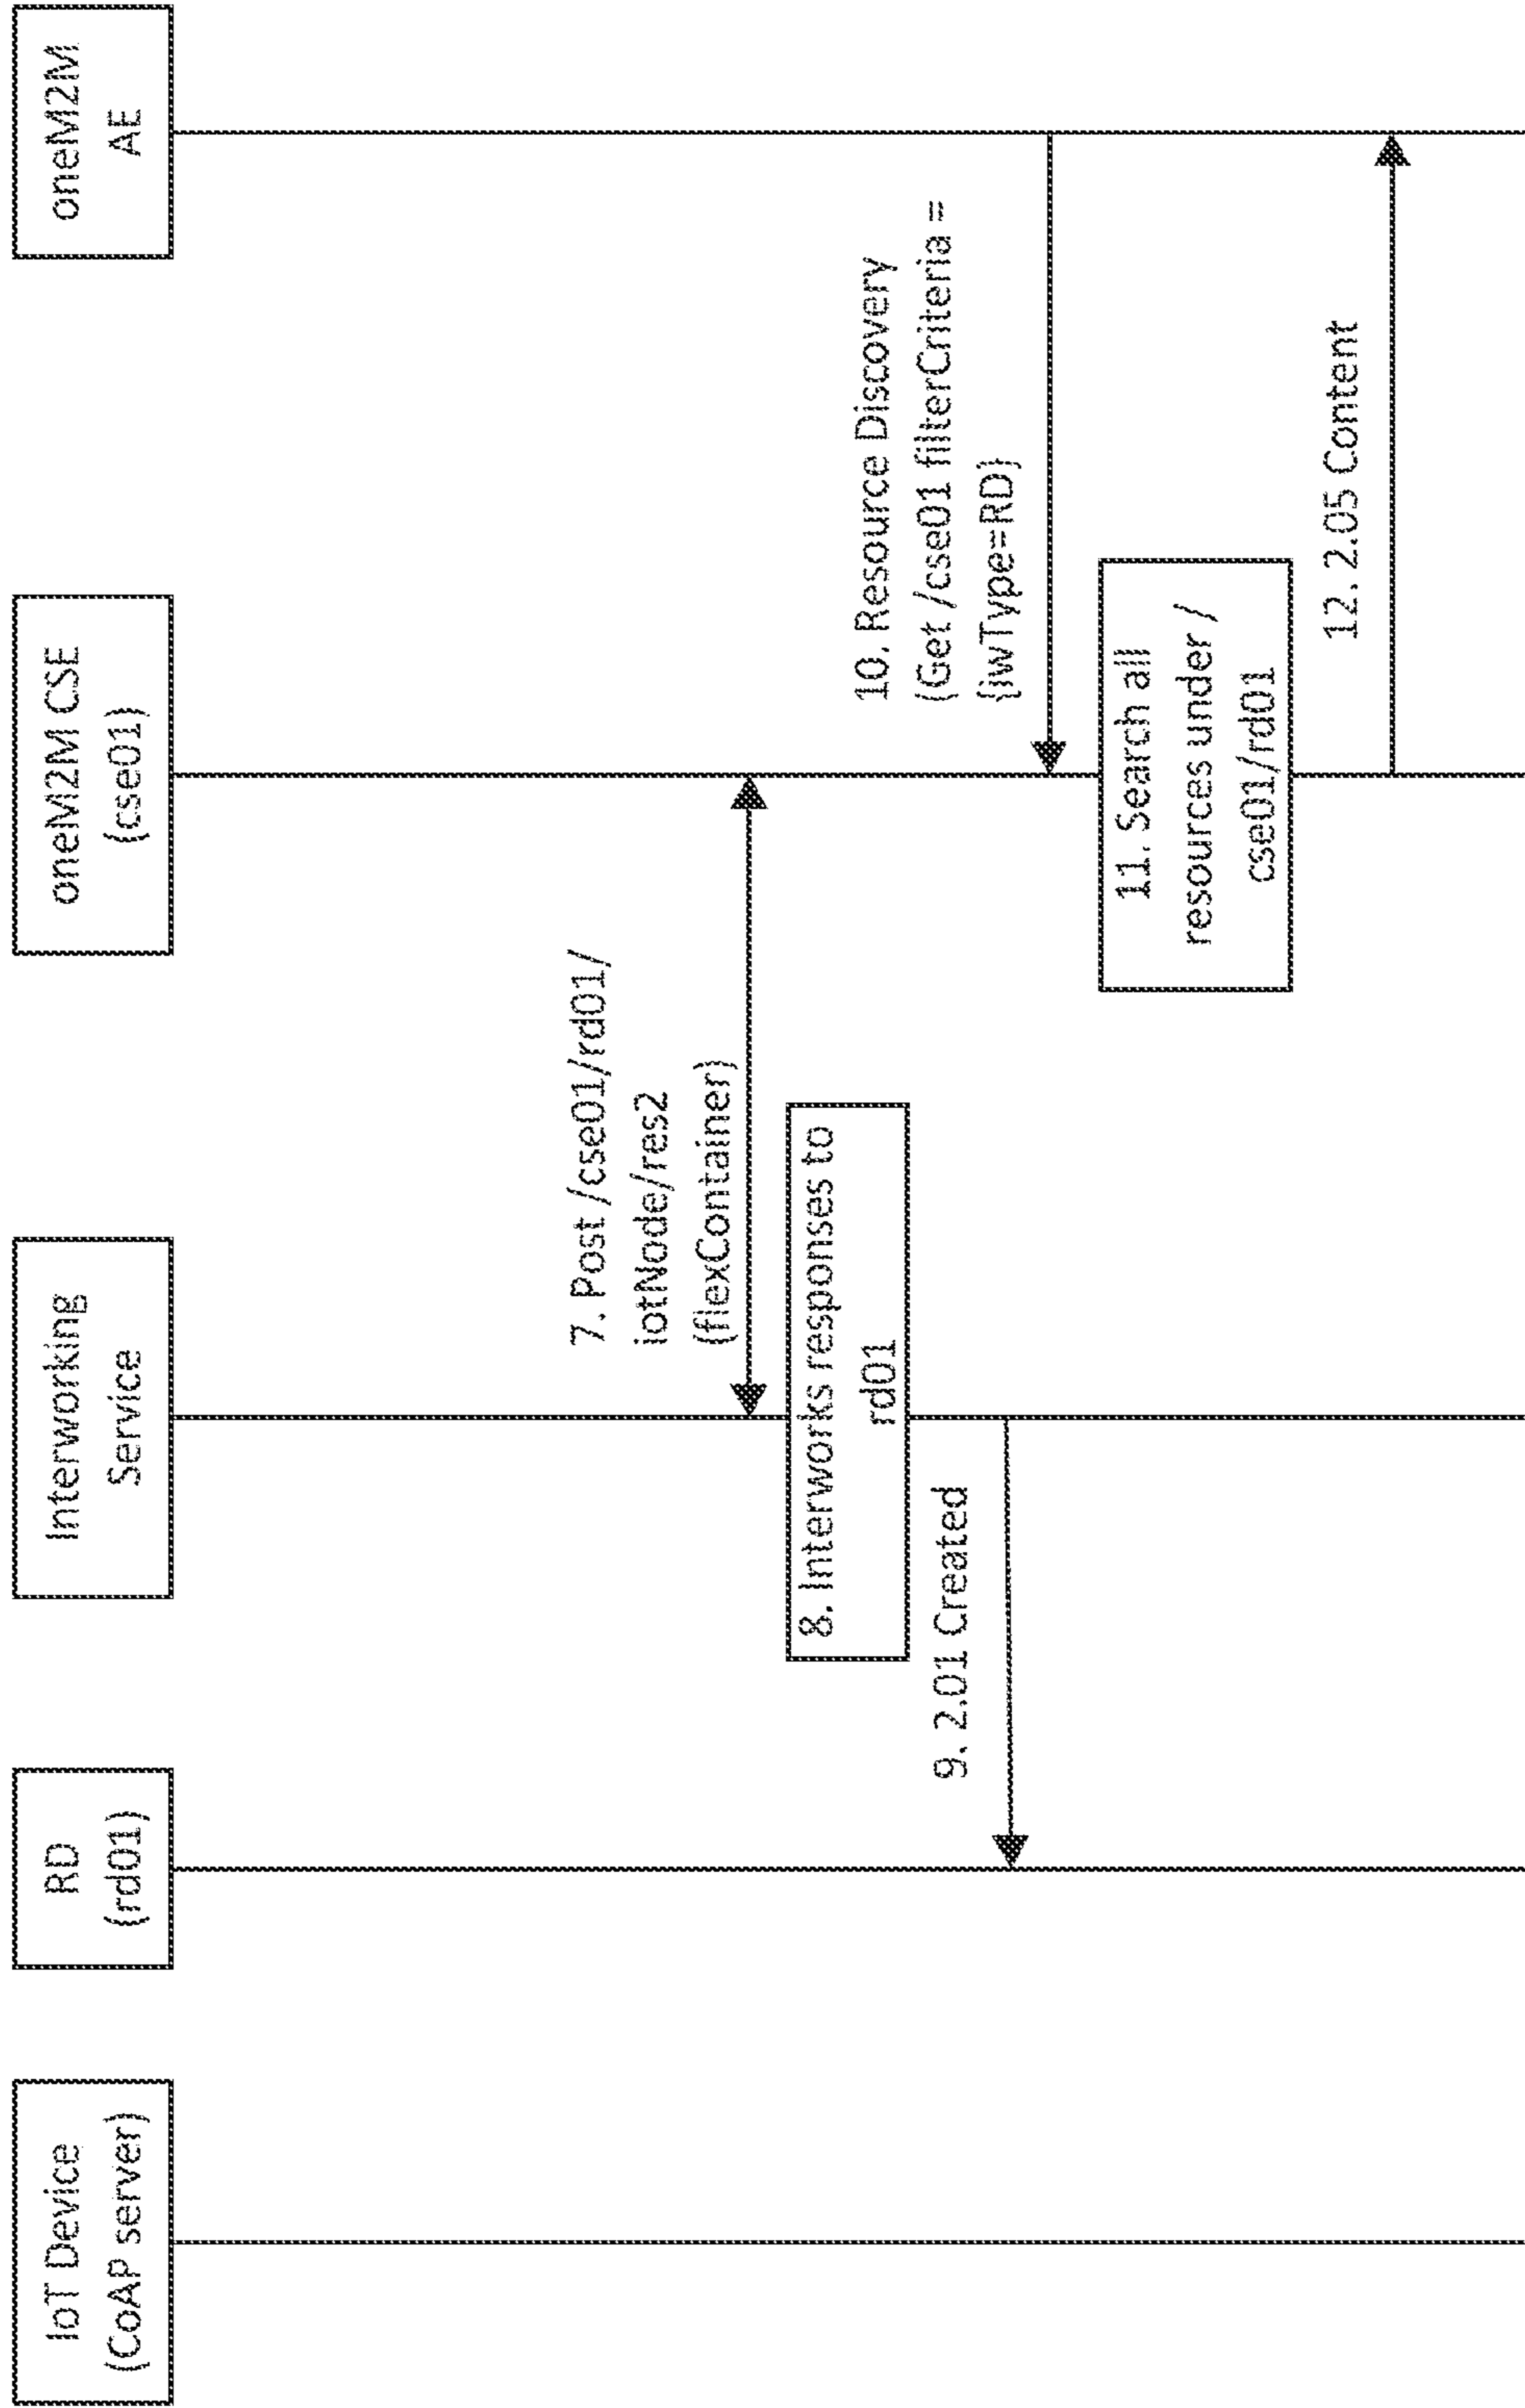 IoT Device
(CoAP server)
RD
(rd01)
Interworking
Service
oneM2M CSE
(cse01)
oneM2M
AE
7. Post /cse01/rd01/
iotNode/res2
(flexContainer)
8. Interworks responses to
rd01
9. 2.01 Created
10. Resource Discovery
(Get /cse01 filterCriteria =
{iwType=RD}
11. Search all
resources under /
cse01/rd01
12. 2.05 Content